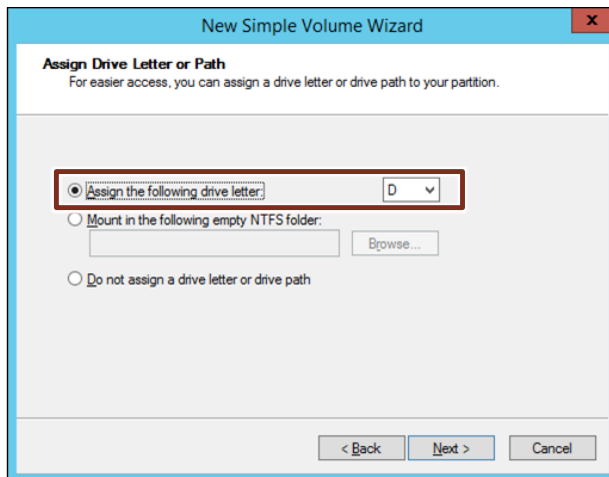 New Simple Volume Wizard
x
Assign Drive Letter or Path
For easier access, you can assign a drive letter or drive path to your partition.
Assign the following drive letter: D
Mount in the following empty NTFS folder:
Browse...
Do not assign a drive letter or drive path
< Back Next > Cancel